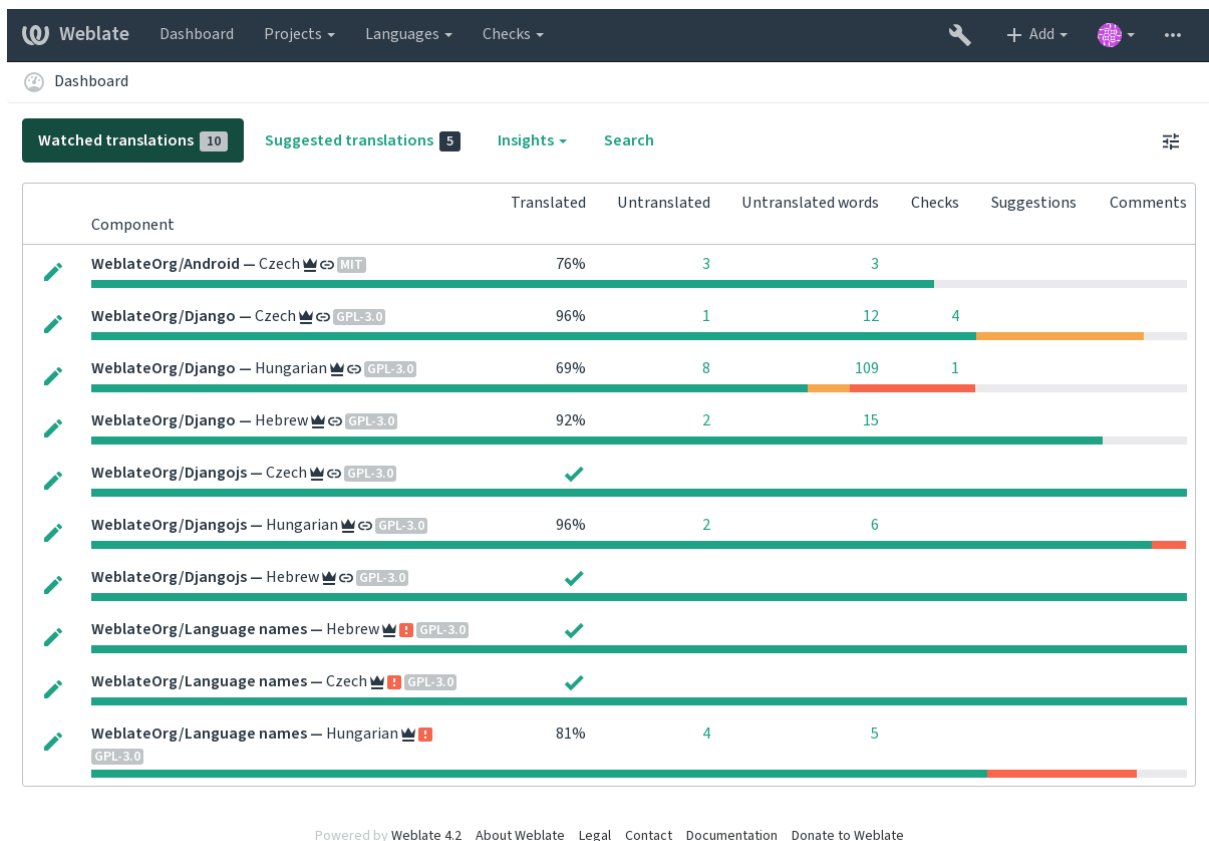 Weblate Dashboard Projects Languages Checks Add
Dashboard
Watched translations 10 Suggested translations 5 Insights Search
Translated Untranslated Untranslated words Checks Suggestions Comments
Component
WeblateOrg/Android — Czech MIT 76% 3 3
WeblateOrg/Django — Czech GPL-3.0 96% 1 12 4
WeblateOrg/Django — Hungarian GPL-3.0 69% 8 109 1
WeblateOrg/Django — Hebrew GPL-3.0 92% 2 15
WeblateOrg/Djangojs — Czech GPL-3.0
WeblateOrg/Djangojs — Hungarian GPL-3.0 96% 2 6
WeblateOrg/Djangojs — Hebrew GPL-3.0
WeblateOrg/Language names — Hebrew GPL-3.0
WeblateOrg/Language names — Czech GPL-3.0
WeblateOrg/Language names — Hungarian 81% 4 5
GPL-3.0
Powered by Weblate 4.2 About Weblate Legal Contact Documentation Donate to Weblate